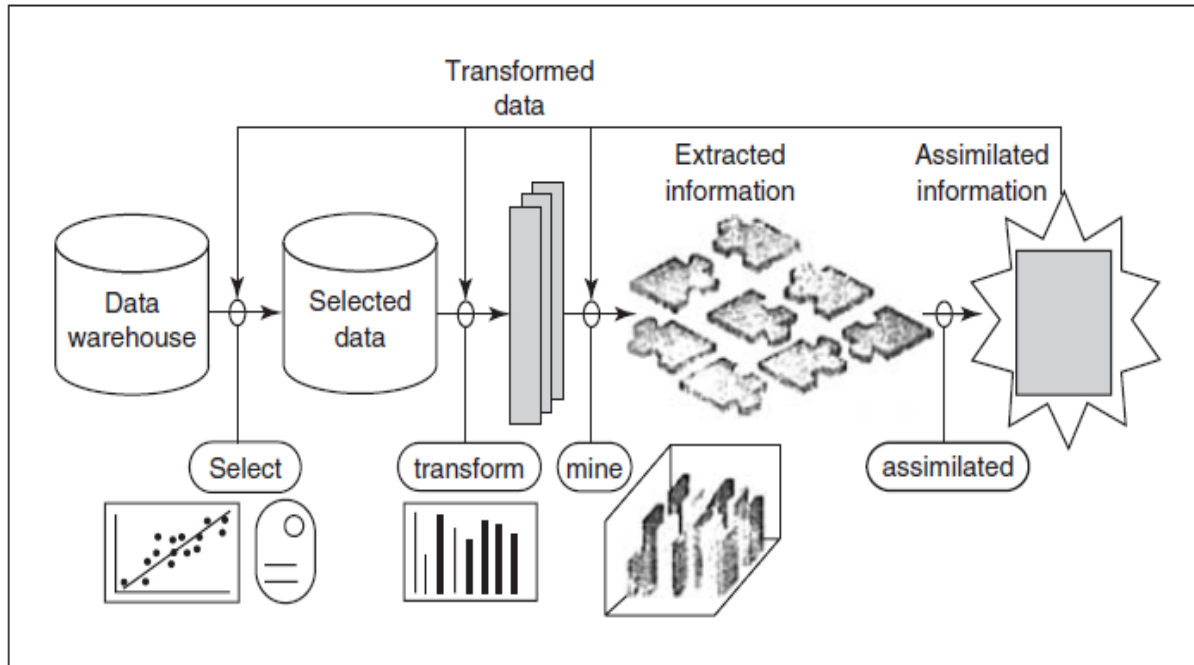 Transformed
data
Extracted
information
Assimilated
information
Data
warehouse
Selected
data
Select
transform
mine
assimilated